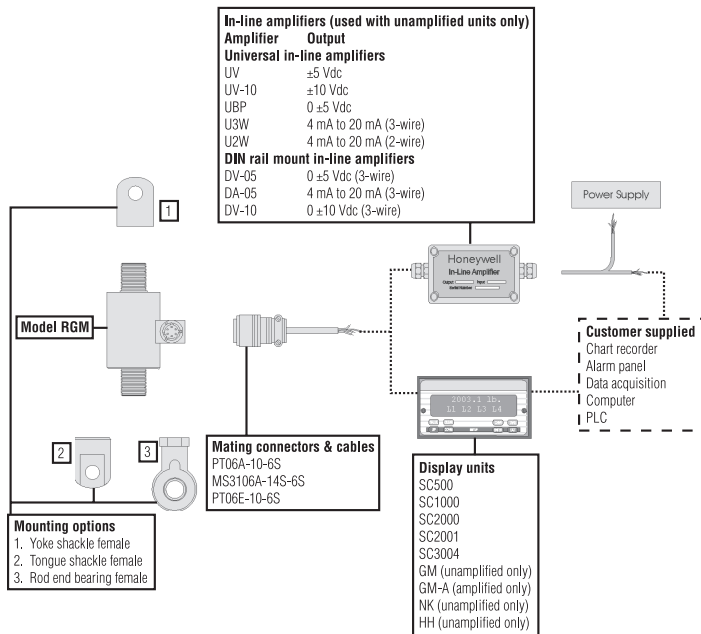 In-line amplifiers (used with unamplified units only)
Amplifier Output
Universal in-line amplifiers
UV ±5 Vdc
UV-10 ±10 Vdc
UBP 0 ±5 Vdc
U3W 4 mA to 20 mA (3-wire)
U2W 4 mA to 20 mA (2-wire)
DIN rail mount in-line amplifiers
DV-05 0 ±5 Vdc (3-wire)
DA-05 4 mA to 20 mA (3-wire)
DV-10 0 ±10 Vdc (3-wire)
Power Supply
1
Honeywell
In-Line Amplifier
Output Input
Serial Number
Model RGM
Customer supplied
Chart recorder
Alarm panel
Data acquisition
Computer
PLC
2003.1 lb.
L1 L2 L3 L4
2
3
Mating connectors & cables
PT06A-10-6S
MS3106A-14S-6S
PT06E-10-6S
Display units
SC500
SC1000
SC2000
SC2001
SC3004
GM (unamplified only)
GM-A (amplified only)
NK (unamplified only)
HH (unamplified only)
Mounting options
1. Yoke shackle female
2. Tongue shackle female
3. Rod end bearing female